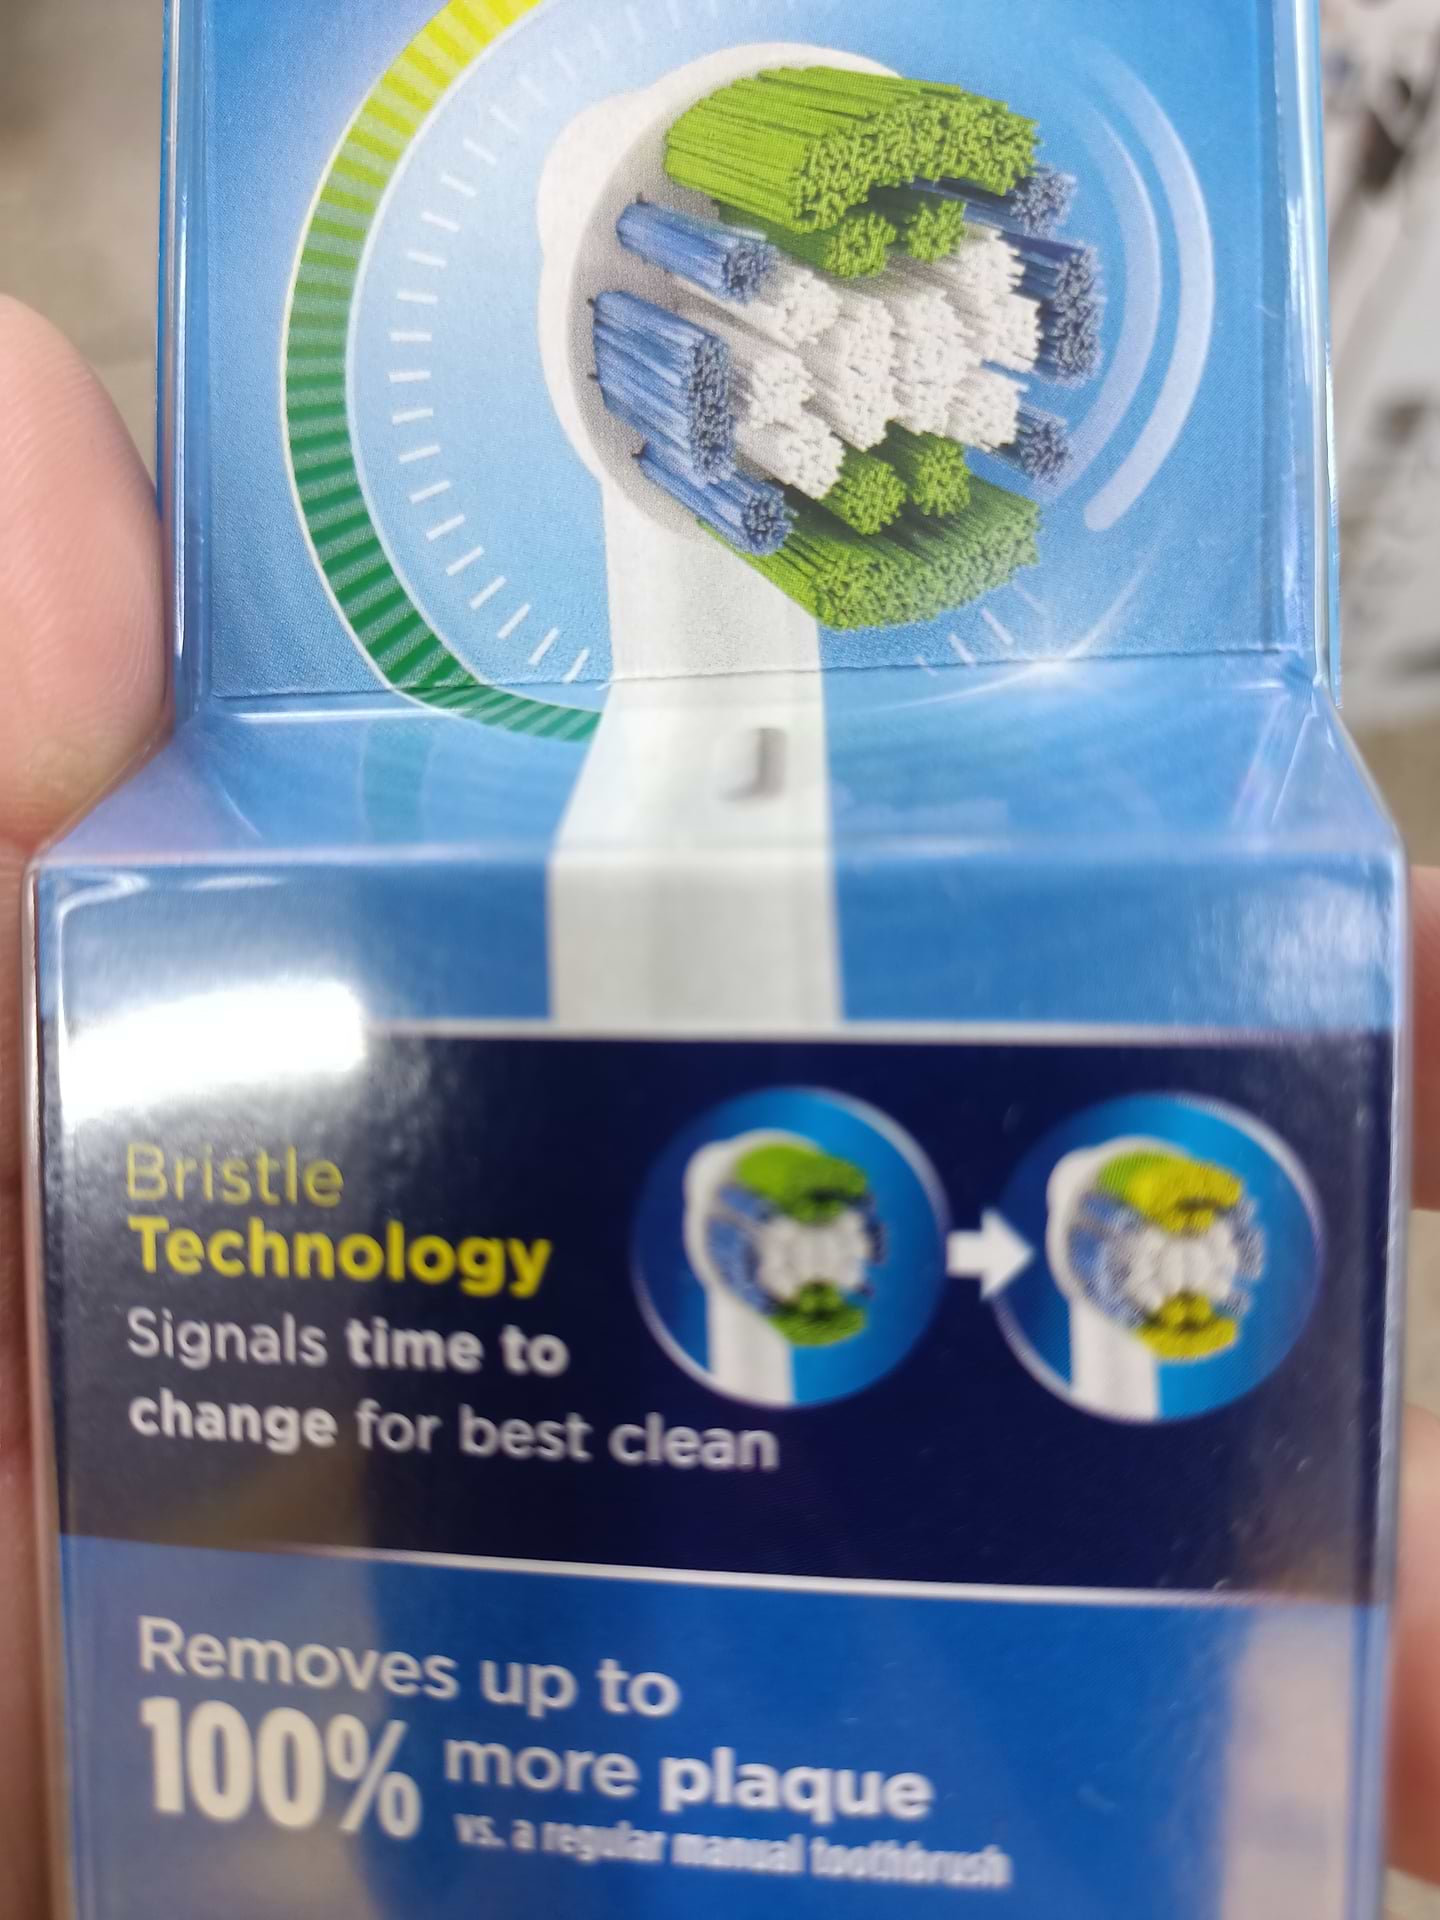 Bristle
Technology
Signals time to
change for best clean
Removes up to
100% more plaque
vs. a regular manual toothbrush